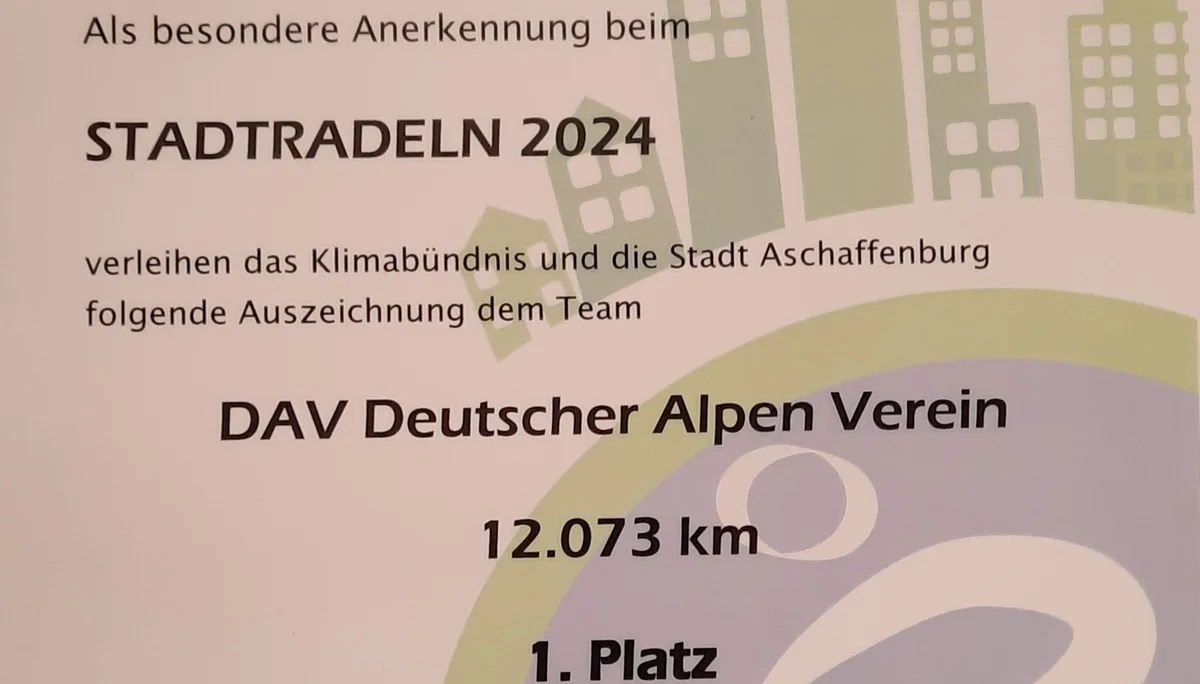 Als besondere Anerkennung beim
STADTRADELN 2024
verleihen das Klimabündnis und die Stadt Aschaffenburg
folgende Auszeichnung dem Team
DAV Deutscher Alpen Verein
12.073 km
1. Platz